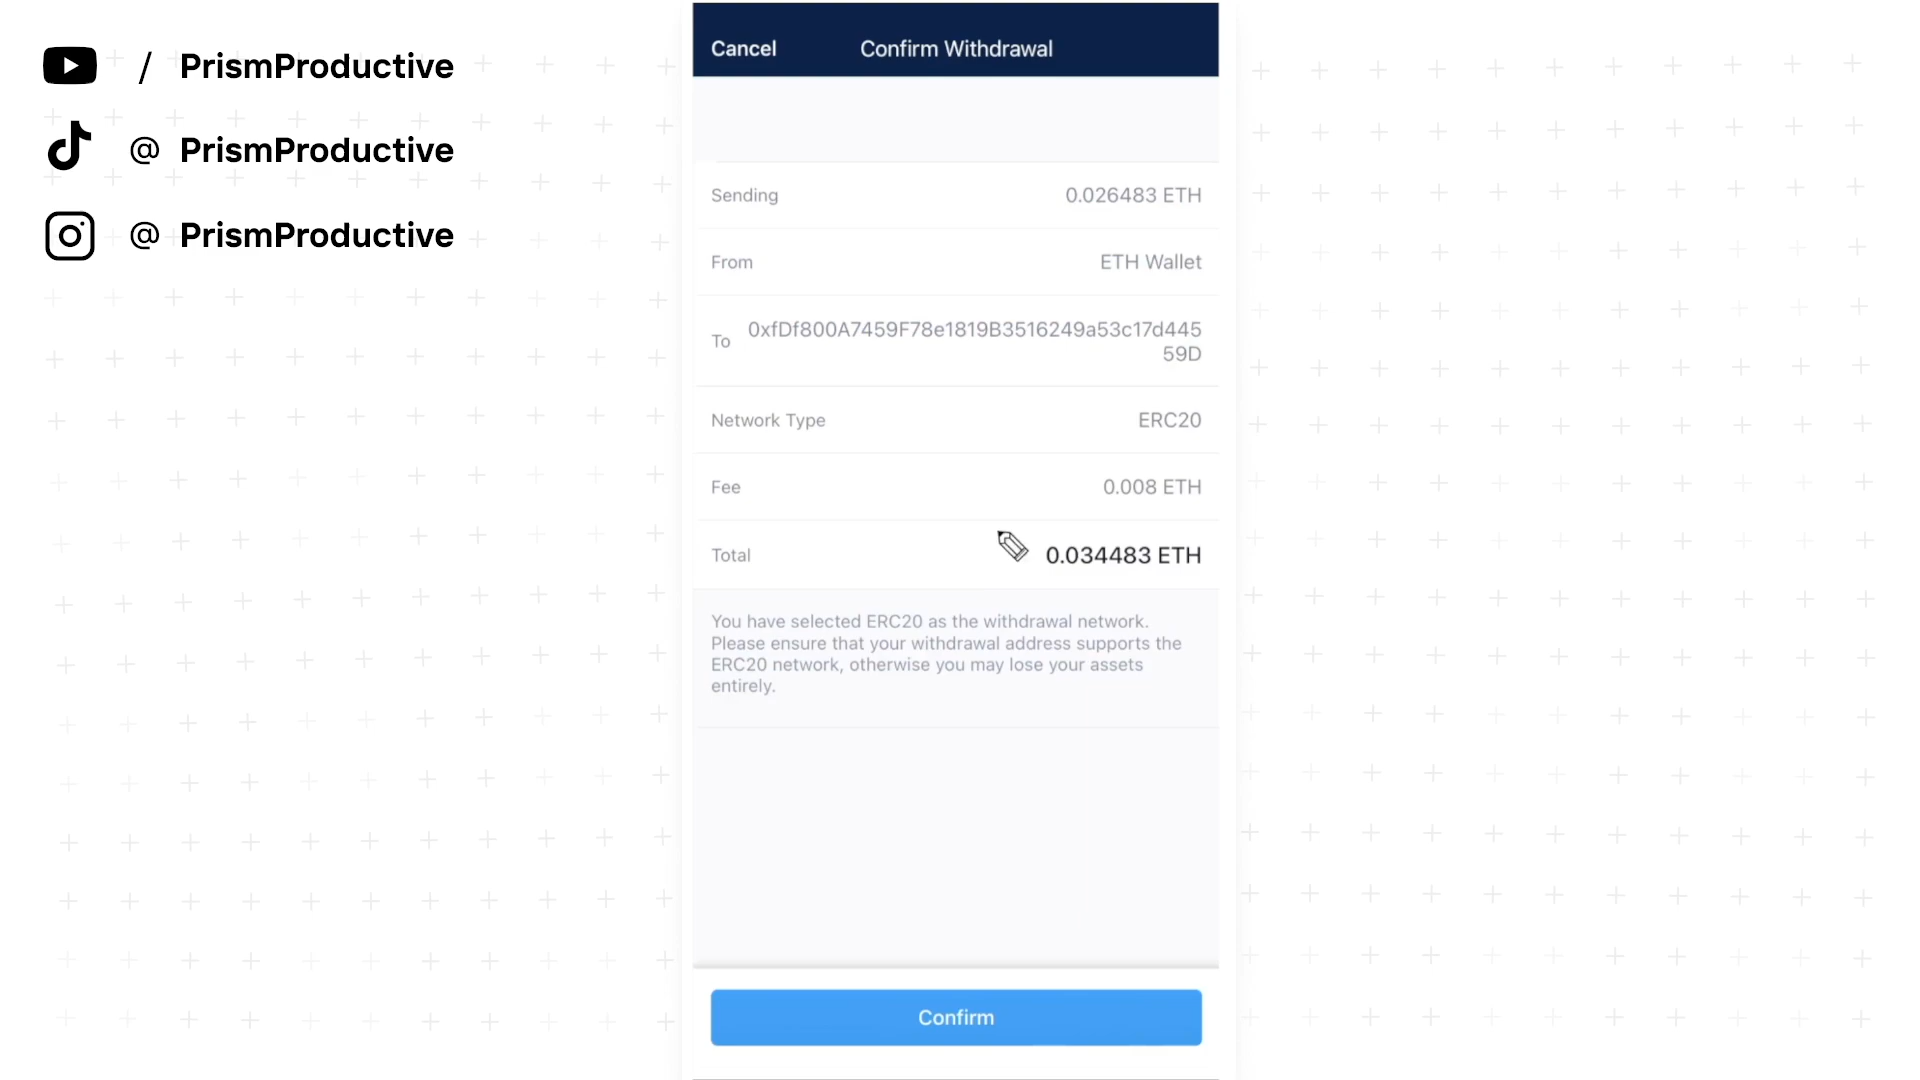 / PrismProductive
@ PrismProductive
@ PrismProductive
Cancel
Confirm Withdrawal
Sending
0.026483 ETH
From
ETH Wallet
To
0xfDf800A7459F78e1819B3516249a53c17d445
59D
Network Type
ERC20
Fee
0.008 ETH
Total
0.034483 ETH
You have selected ERC20 as the withdrawal network.
Please ensure that your withdrawal address supports the
ERC20 network, otherwise you may lose your assets
entirely.
Confirm